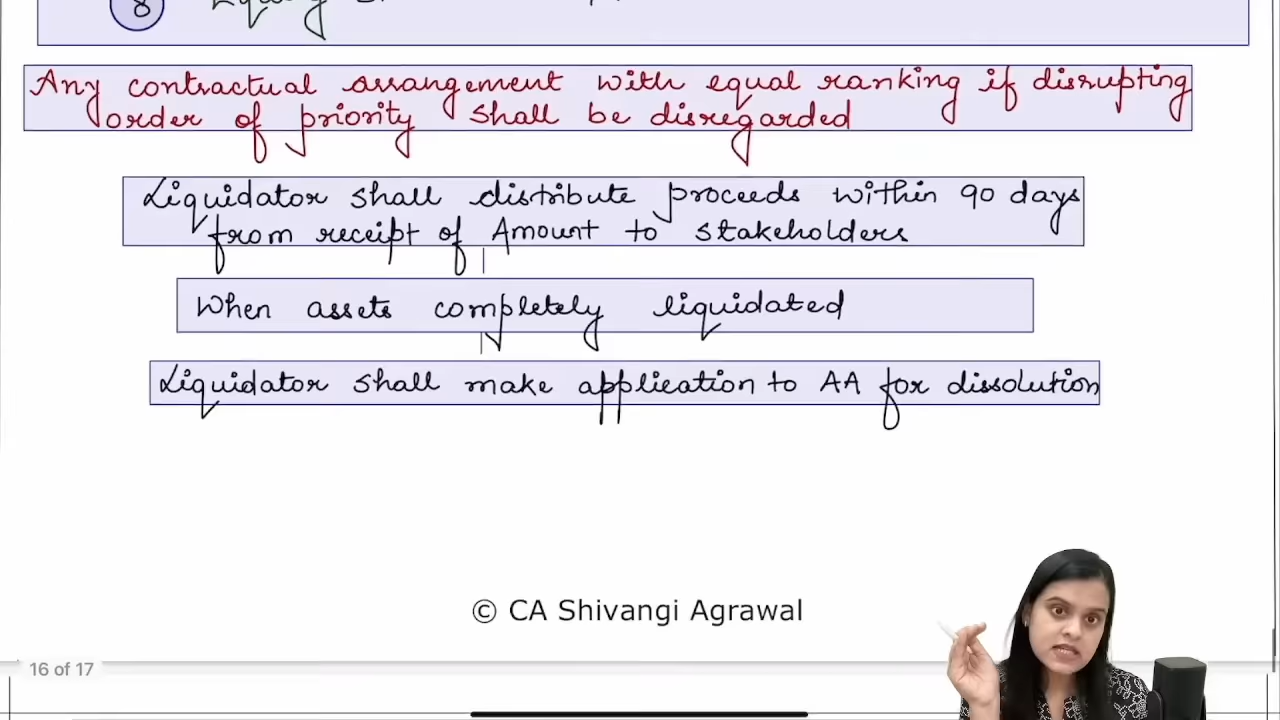 8 Equity
Any contractual arrangement with equal ranking if disrupting
order of priority shall be disregarded
Liquidator shall distribute proceeds within 90 days
from receipt of Amount to stakeholders
When assets completely liquidated
Liquidator shall make application to AA for dissolution
© CA Shivangi Agrawal
16 of 17